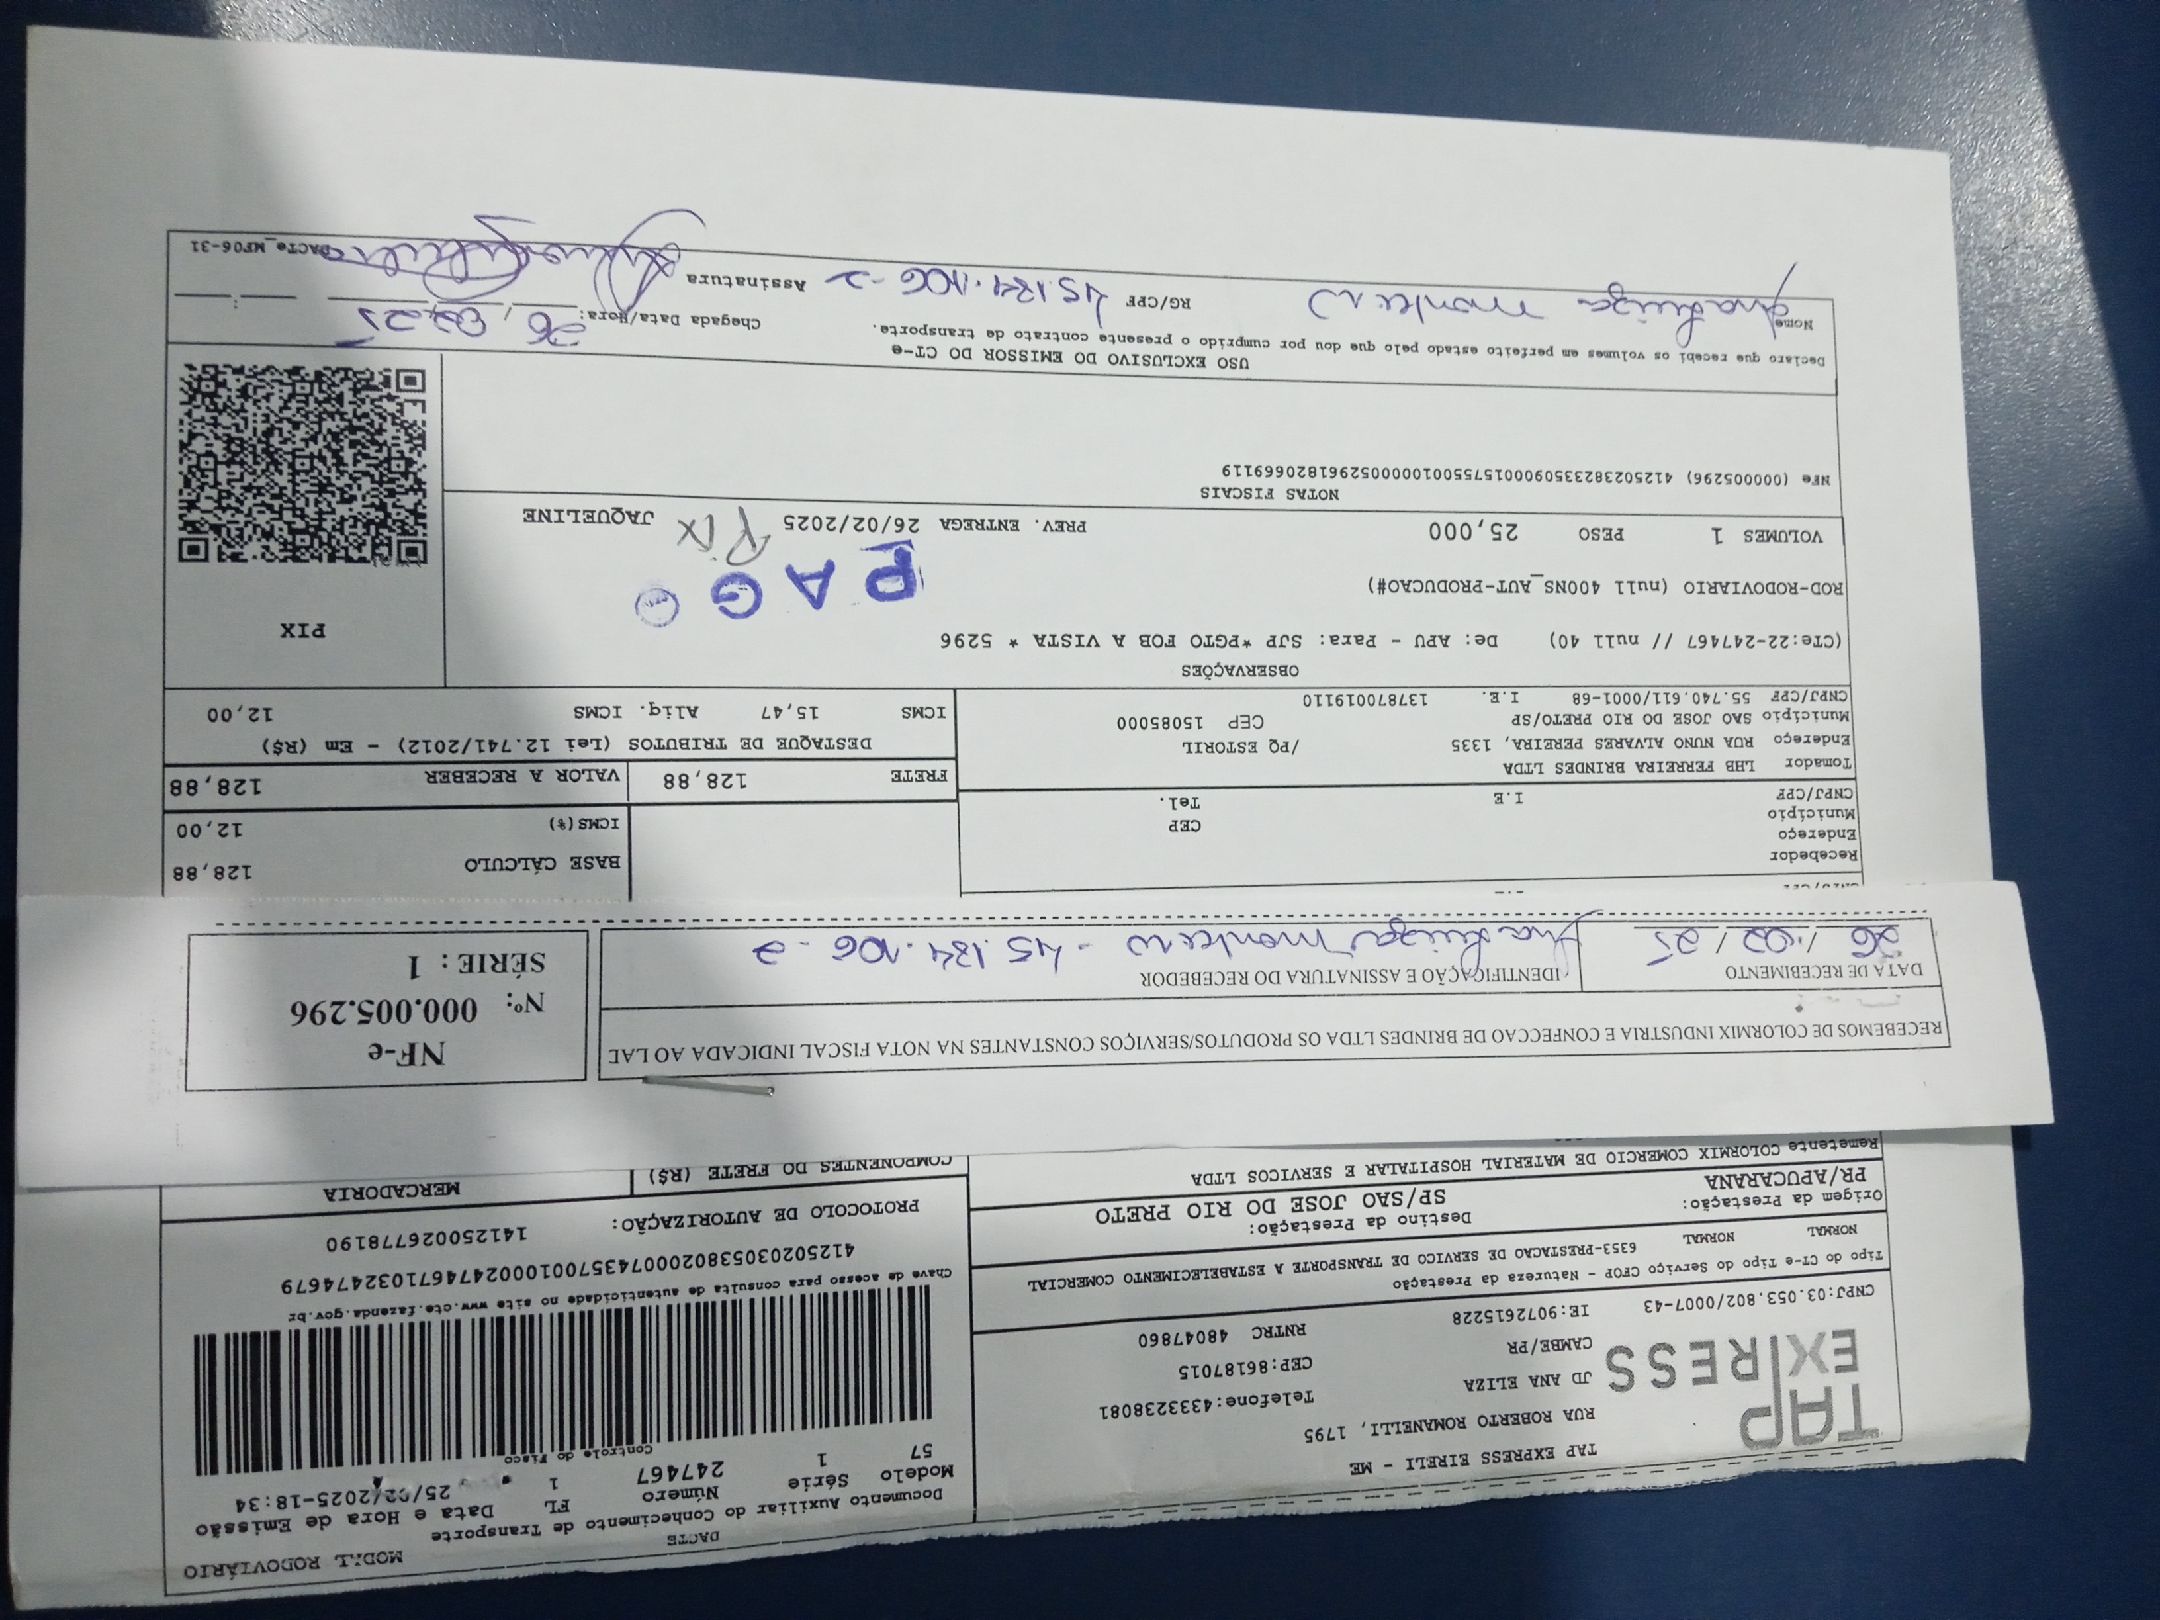 DACTE
MODAL RODOVIÁRIO
Documento Auxiliar do Conhecimento de Transporte
Modelo Série Número FL Data e Hora de Emissão
57 1 247467 1 25/02/2025-18:34
Controle do Fisco
TAP
EXPRESS
TAP EXPRESS EIRELI - ME
RUA ROBERTO ROMANELLI, 1795
JD ANA ELIZA Telefone:4333238081
CAMBE/PR CEP:86187015
CNPJ:03.053.802/0007-43 IE:9072615228 RNTRC 48047860
Chave de acesso para consulta de autenticidade no site www.cte.fazenda.gov.br
41250203053802000743570010002474671032474679
PROTOCOLO DE AUTORIZAÇÃO: 141250026778190
Tipo do CT-e Tipo do Serviço CFOP - Natureza da Prestação
NORMAL NORMAL 6353-PRESTACAO DE SERVICO DE TRANSPORTE A ESTABELECIMENTO COMERCIAL
Origem da Prestação: Destino da Prestação:
PR/APUCARANA SP/SAO JOSE DO RIO PRETO
Remetente COLORMIX COMERCIO DE MATERIAL HOSPITALAR E SERVICOS LTDA
COMPONENTES DO FRETE (R$) MERCADORIA
RECEBEMOS DE COLORMIX INDUSTRIA E CONFECCAO DE BRINDES LTDA OS PRODUTOS/SERVIÇOS CONSTANTES NA NOTA FISCAL INDICADA AO LAD
NF-e
Nº: 000.005.296
SÉRIE: 1
DATA DE RECEBIMENTO IDENTIFICAÇÃO E ASSINATURA DO RECEBEDOR
26/02/25 Ana Luiza Monteiro - 45.184.106-2
Recebedor
Endereço
Município CEP
CNPJ/CPF I.E Tel.
BASE CÁLCULO 128,88
ICMS(%) 12,00
Tomador LHB FERREIRA BRINDES LTDA
Endereço RUA NUNO ALVARES PEREIRA, 1335 /PQ ESTORIL
Município SAO JOSE DO RIO PRETO/SP CEP 15085000
CNPJ/CPF 55.740.611/0001-68 I.E. 137870019110
FRETE 128,88 VALOR A RECEBER 128,88
DESTAQUE DE TRIBUTOS (Lei 12.741/2012) - Em (R$)
ICMS 15,47 Aliq. ICMS 12,00
OBSERVAÇÕES
(CTe:22-247467 // null 40) De: APU - Para: SJP *PGTO FOB A VISTA * 5296
ROD-RODOVIARIO (null 400NS_AUT-PRODUCAO#)
PAGO
PIX
PIX
VOLUMES 1 PESO 25,000 PREV. ENTREGA 26/02/2025 JAQUELINE
NOTAS FISCAIS
NFe (000005296) 41250238233509000157550010000052961820669119
USO EXCLUSIVO DO EMISSOR DO CT-e
Declaro que recebi os volumes em perfeito estado pelo que dou por cumprido o presente contrato de transporte.
Chegada Data/Hora: 26/02/25
Nome Ana Luiza Monteiro RG/CPF 45.184.106-2 Assinatura
DACTe_MF06-31